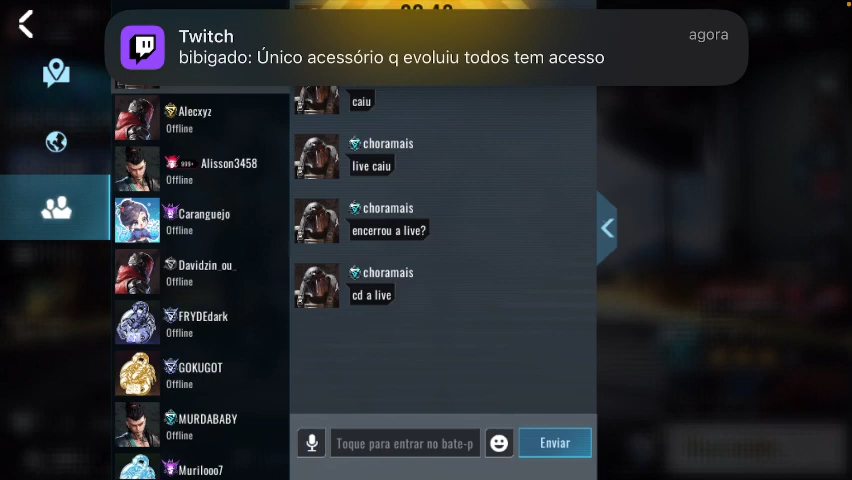 Twitch
agora
bibigado: Único acessório q evoluiu todos tem acesso
Alecxyz
Offline
999+ Alisson3458
Offline
Caranguejo
Offline
Davidzin_ou_
Offline
FRYDEdark
Offline
GOKUGOT
Offline
MURDABABY
Offline
Murilooo7
caiu
choramais
live caiu
choramais
encerrou a live?
choramais
cd a live
Toque para entrar no bate-p
Enviar